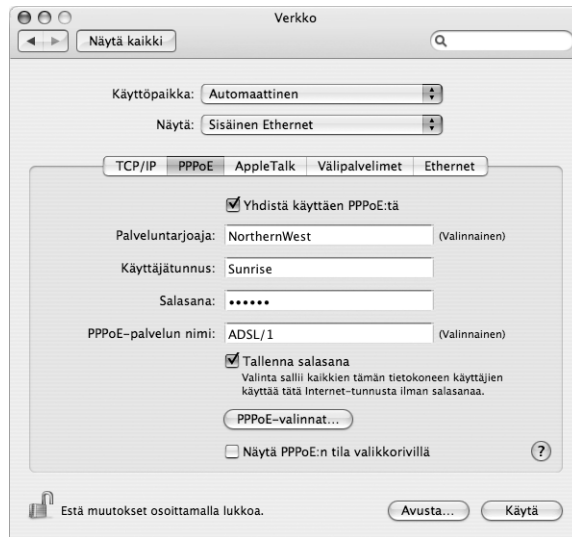 Verkko
Näytä kaikki
Käyttöpaikka: Automaattinen
Näytä: Sisäinen Ethernet
TCP/IP PPPoE AppleTalk Välipalvelimet Ethernet
Yhdistä käyttäen PPPoE:tä
Palveluntarjoaja: NorthernWest (Valinnainen)
Käyttäjätunnus: Sunrise
Salasana: ••••••
PPPoE-palvelun nimi: ADSL/1 (Valinnainen)
Tallenna salasana
Valinta sallii kaikkien tämän tietokoneen käyttäjien
käyttää tätä Internet-tunnusta ilman salasanaa.
PPPoE-valinnat...
Näytä PPPoE:n tila valikkorivillä ?
Estä muutokset osoittamalla lukkoa. Avusta... Käytä